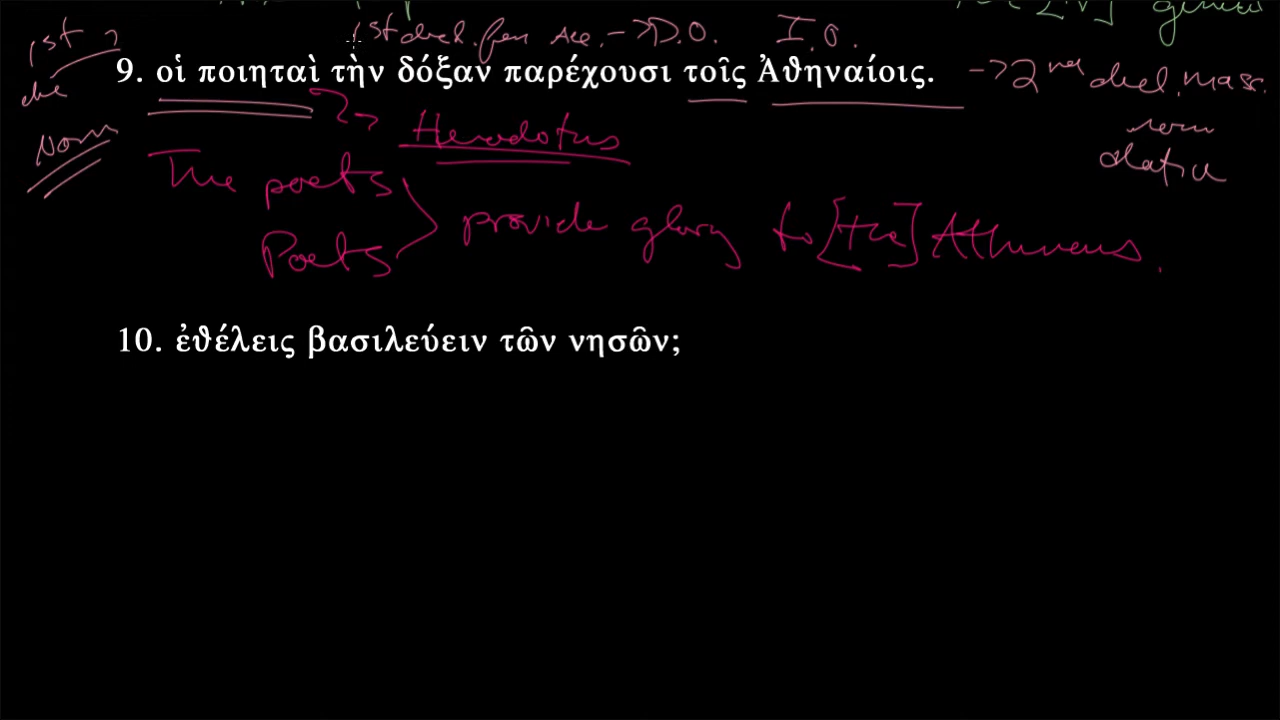 1st decl. fem Acc. → D.O. I.O.
1st
9. οἱ ποιηταὶ τὴν δόξαν παρέχουσι τοῖς Ἀθηναίοις. → 2nd decl. masc.
Nom
Herodotus
noun
dative
The poets
Poets
provide glory to [the] Athenians.
10. ἐθέλεις βασιλεύειν τῶν νησῶν;